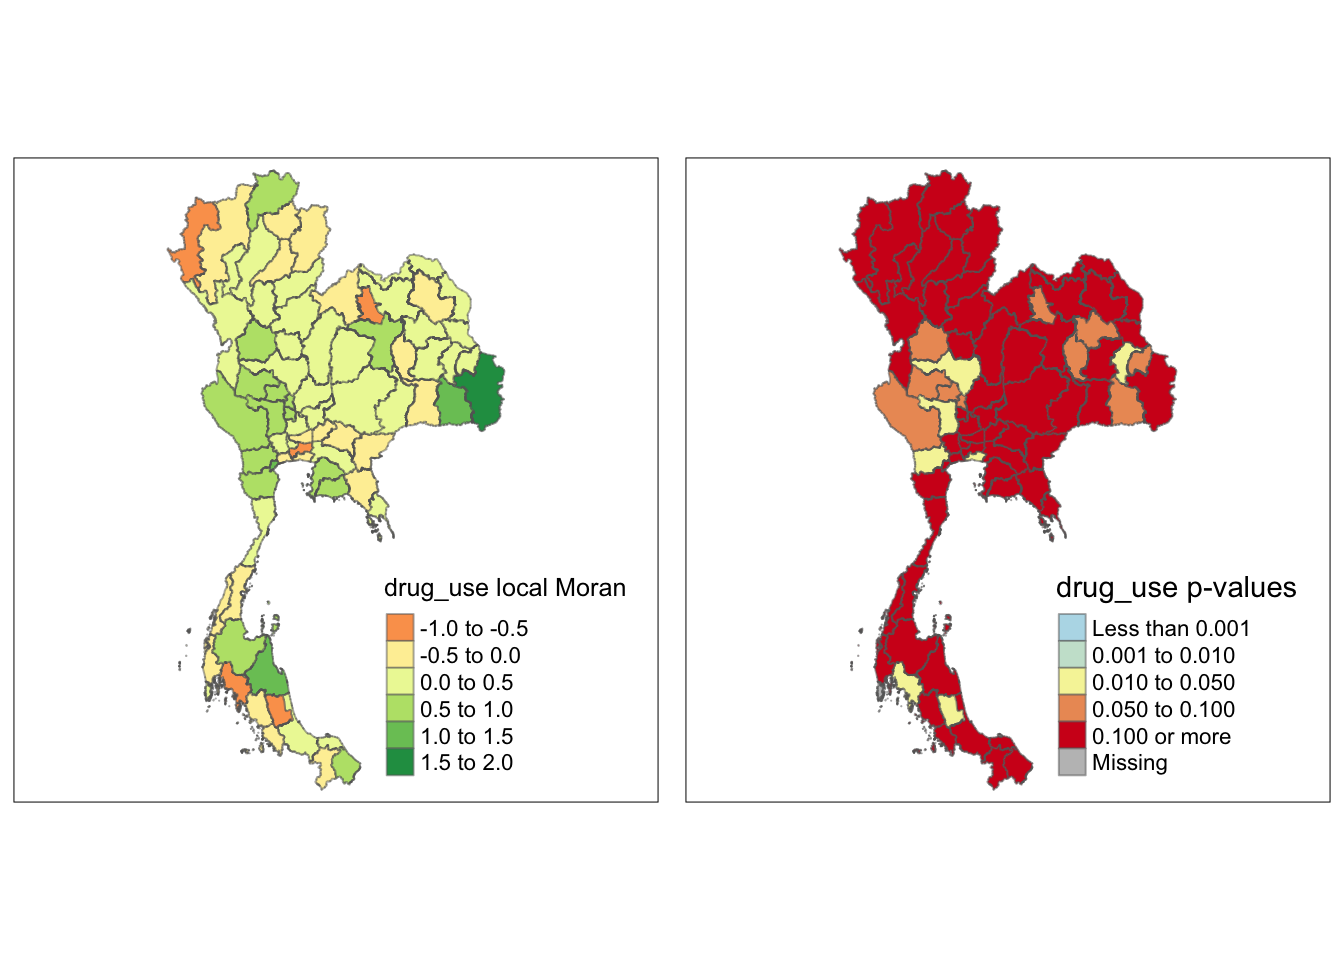 drug_use local Moran
-1.0 to -0.5
-0.5 to 0.0
0.0 to 0.5
0.5 to 1.0
1.0 to 1.5
1.5 to 2.0
drug_use p-values
Less than 0.001
0.001 to 0.010
0.010 to 0.050
0.050 to 0.100
0.100 or more
Missing